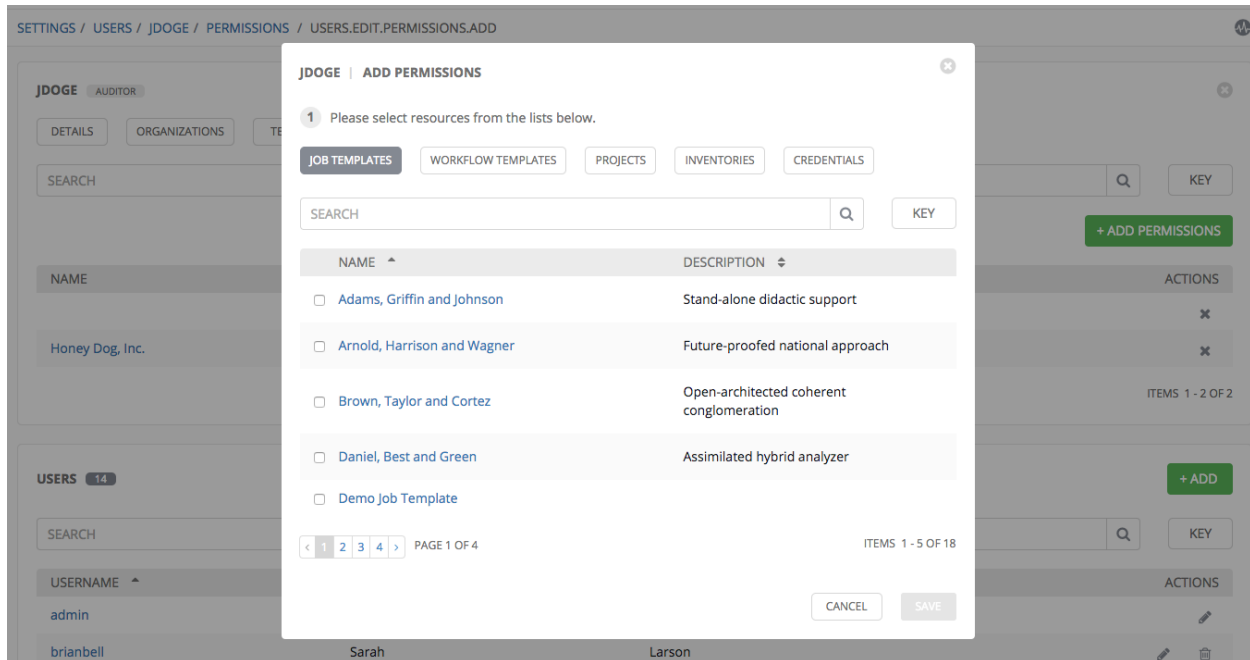 SETTINGS / USERS / JDOGE / PERMISSIONS / USERS.EDIT.PERMISSIONS.ADD
JDOGE AUDITOR
DETAILS ORGANIZATIONS TE
SEARCH KEY
+ ADD PERMISSIONS
NAME ACTIONS
Honey Dog, Inc.
ITEMS 1 - 2 OF 2
USERS 14
+ ADD
SEARCH KEY
USERNAME ACTIONS
admin
brianbell Sarah Larson
JDOGE | ADD PERMISSIONS
1 Please select resources from the lists below.
JOB TEMPLATES WORKFLOW TEMPLATES PROJECTS INVENTORIES CREDENTIALS
SEARCH KEY
NAME DESCRIPTION
Adams, Griffin and Johnson Stand-alone didactic support
Arnold, Harrison and Wagner Future-proofed national approach
Brown, Taylor and Cortez Open-architected coherent
conglomeration
Daniel, Best and Green Assimilated hybrid analyzer
Demo Job Template
< 1 2 3 4 > PAGE 1 OF 4 ITEMS 1 - 5 OF 18
CANCEL SAVE